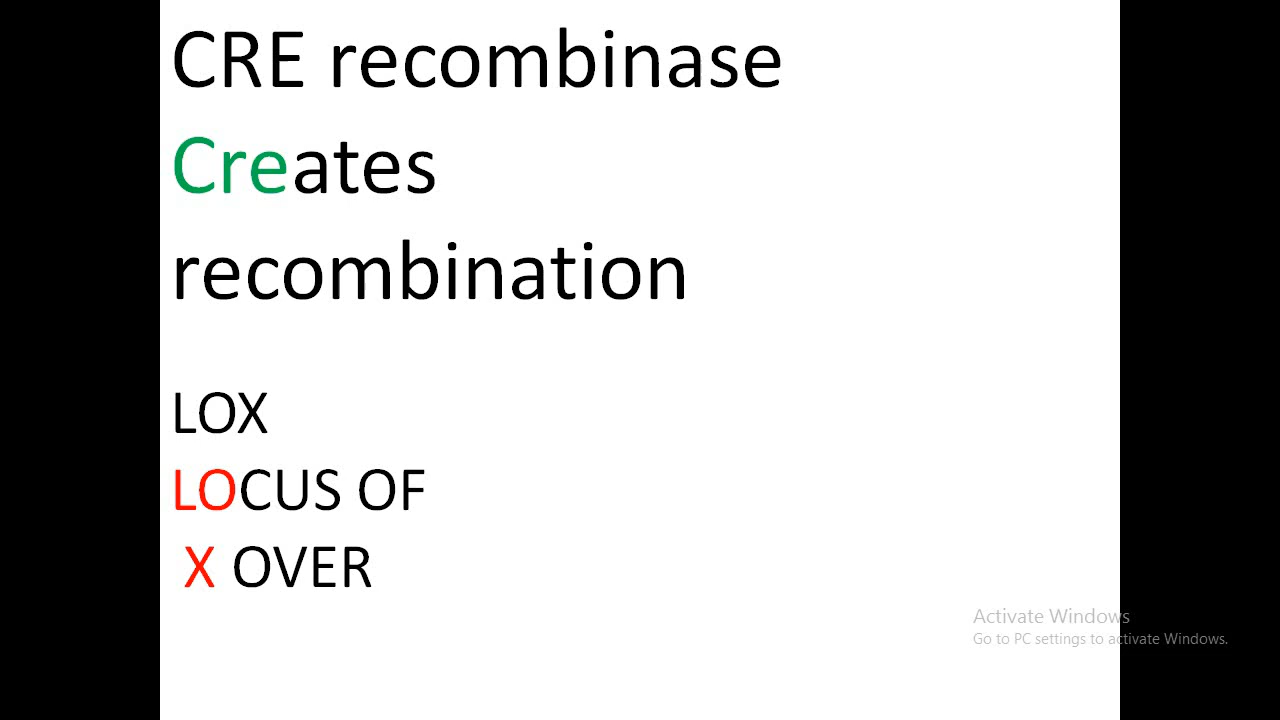 CRE recombinase
Creates
recombination
LOX
LOCUS OF
X OVER
Activate Windows
Go to PC settings to activate Windows.